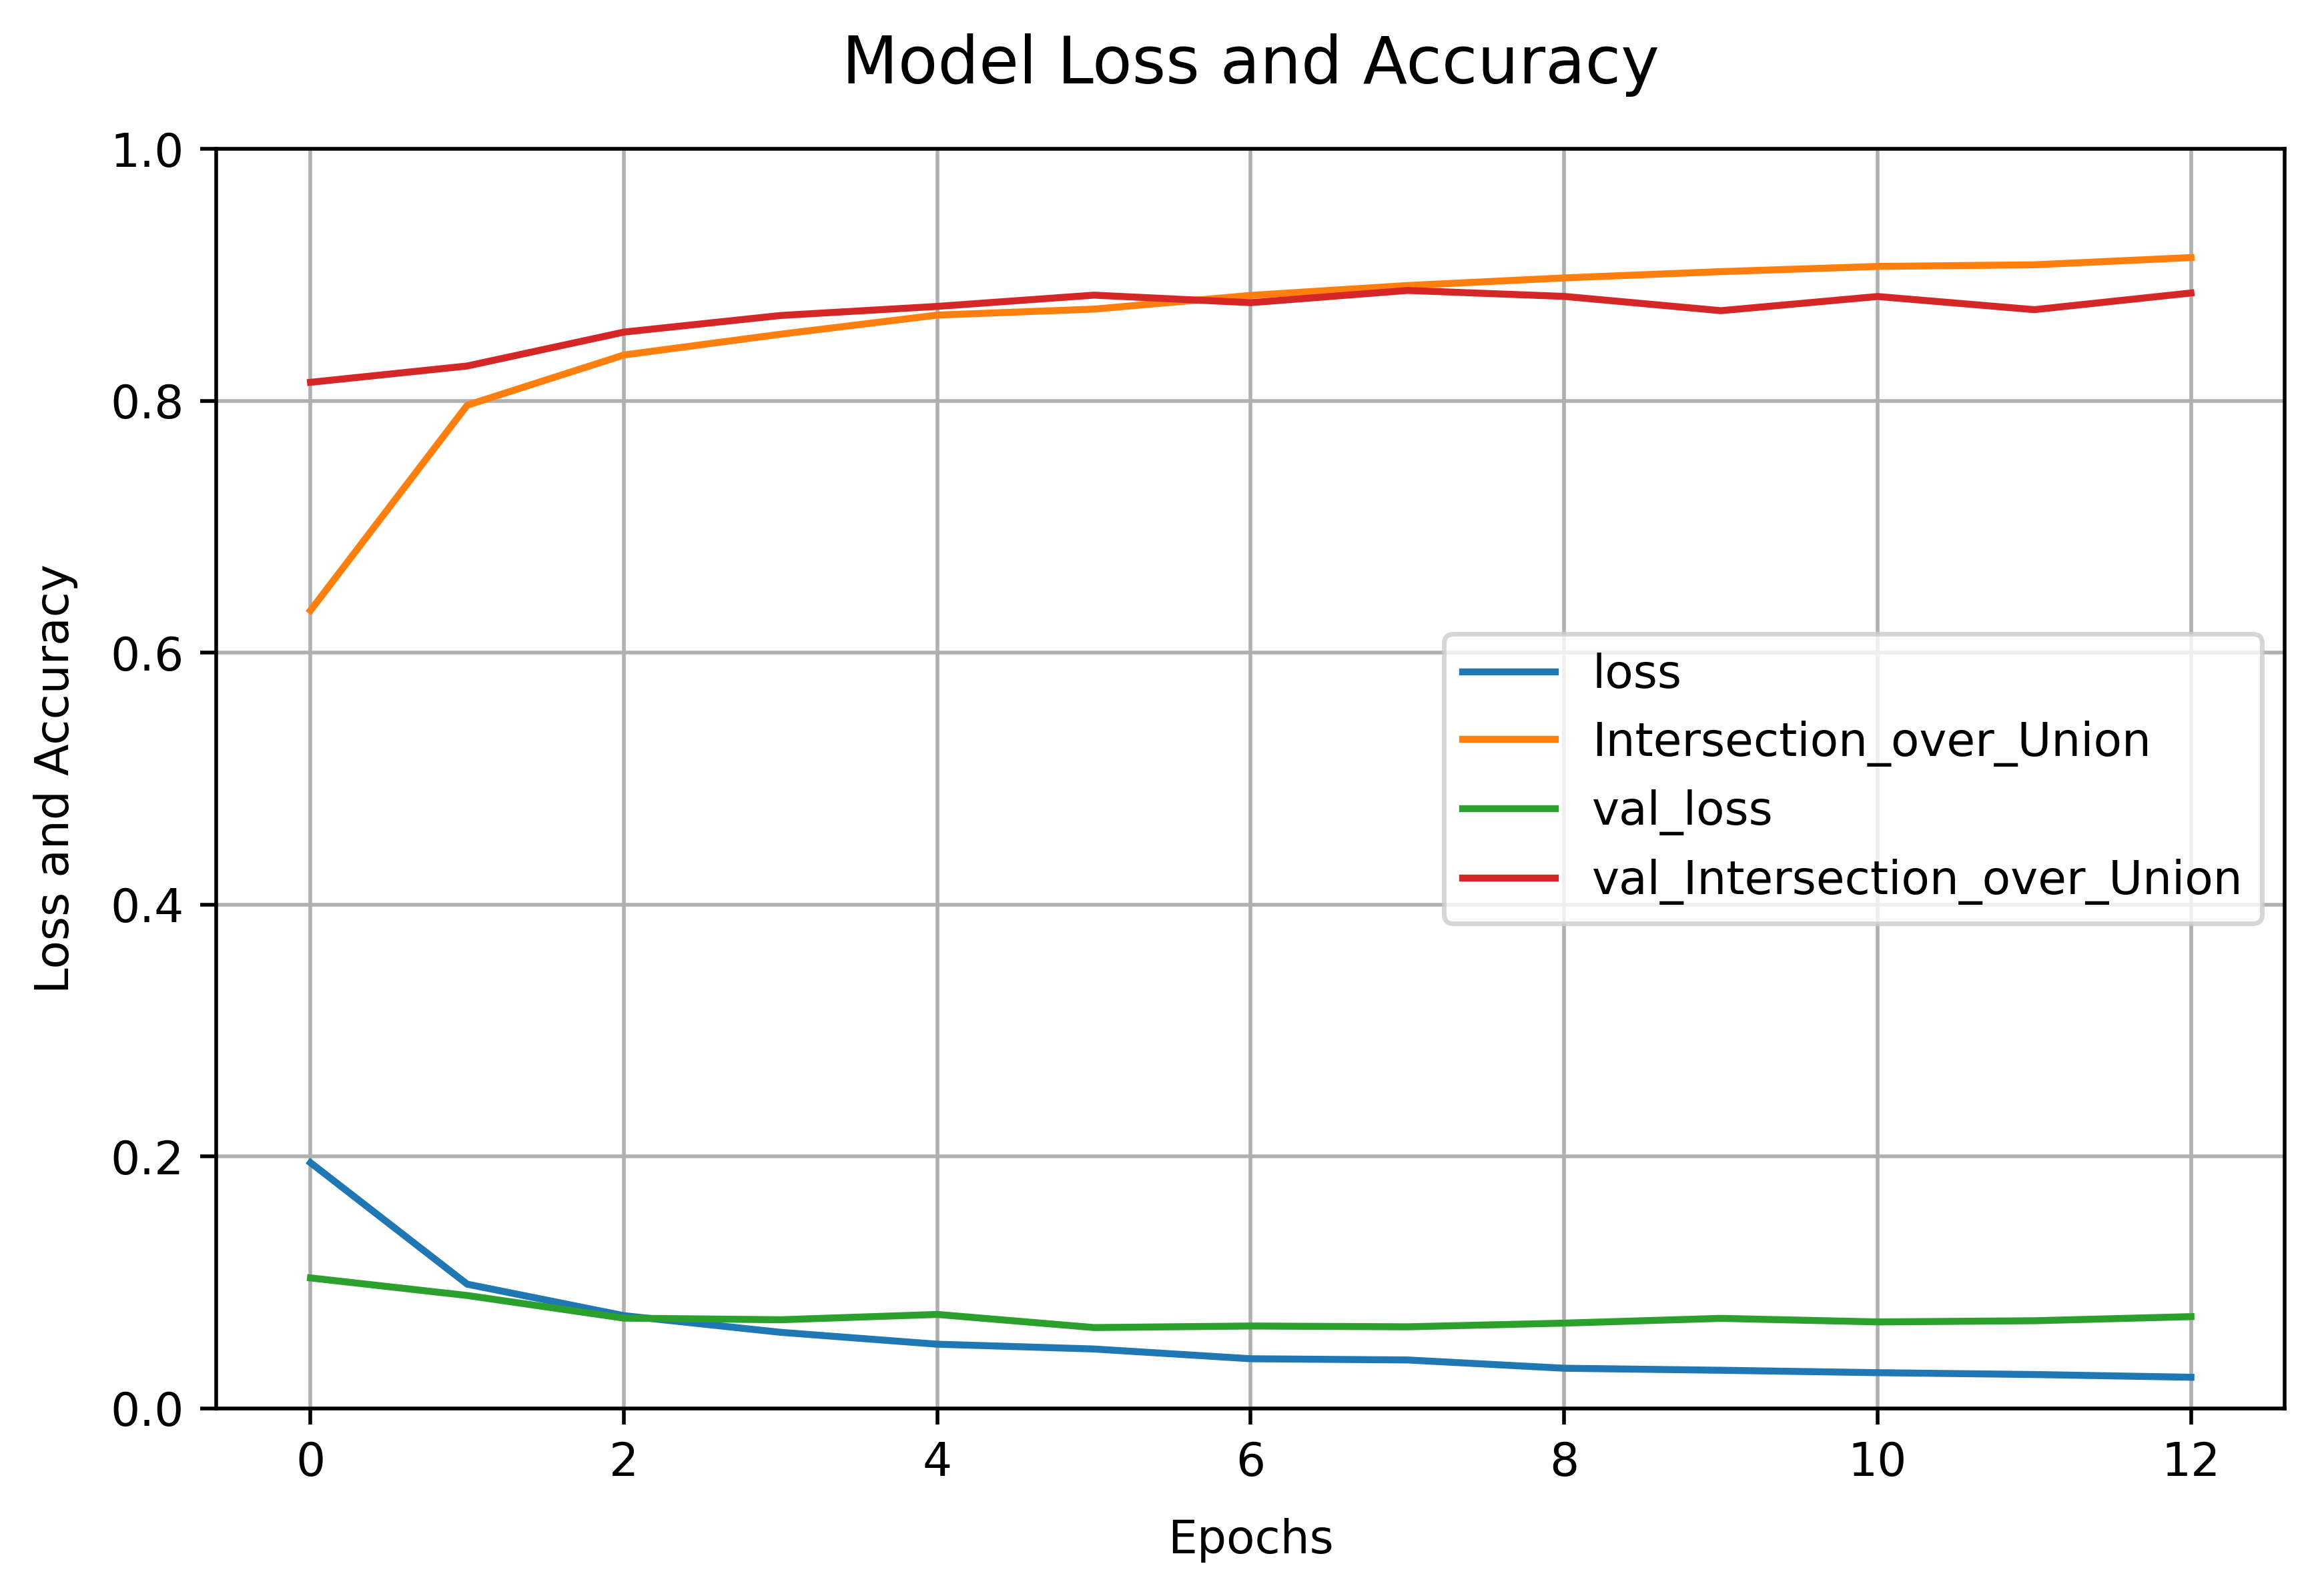 Model Loss and Accuracy
1.0
0.8
0.6
0.4
0.2
0.0
Loss and Accuracy
loss
Intersection_over_Union
val_loss
val_Intersection_over_Union
0 2 4 6 8 10 12
Epochs